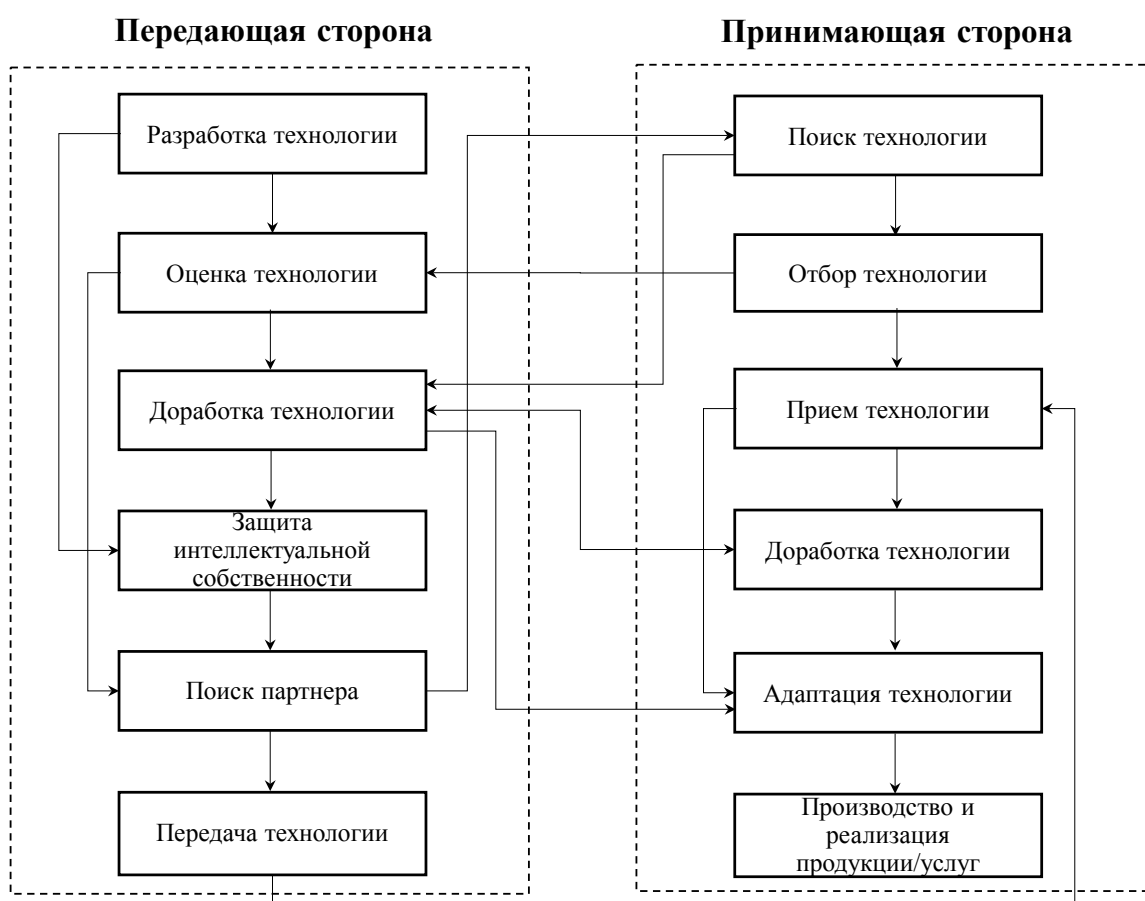 Передающая сторона
Разработка технологии
Оценка технологии
Доработка технологии
Защита
интеллектуальной
собственности
Поиск партнера
Передача технологии
Принимающая сторона
Поиск технологии
Отбор технологии
Прием технологии
Доработка технологии
Адаптация технологии
Производство и
реализация
продукции/услуг